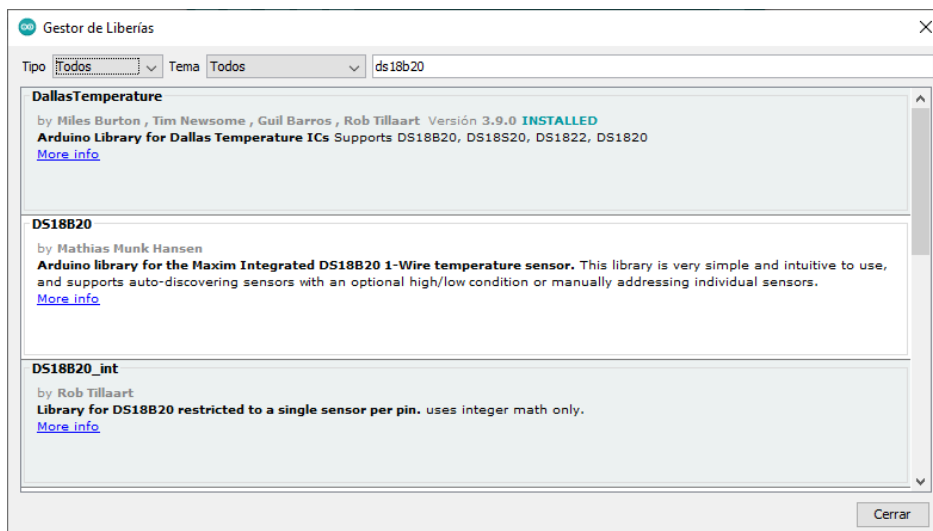 Gestor de Liberías
Tipo Todos Tema Todos ds18b20
DallasTemperature
by Miles Burton , Tim Newsome , Guil Barros , Rob Tillaart Versión 3.9.0 INSTALLED
Arduino Library for Dallas Temperature ICs Supports DS18B20, DS18S20, DS1822, DS1820
More info
DS18B20
by Mathias Munk Hansen
Arduino library for the Maxim Integrated DS18B20 1-Wire temperature sensor. This library is very simple and intuitive to use,
and supports auto-discovering sensors with an optional high/low condition or manually addressing individual sensors.
More info
DS18B20_int
by Rob Tillaart
Library for DS18B20 restricted to a single sensor per pin. uses integer math only.
More info
Cerrar